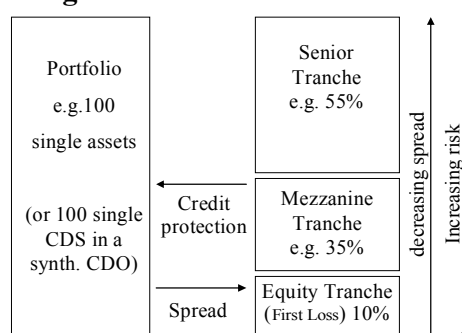 Portfolio
e.g.100
single assets
(or 100 single
CDS in a
synth. CDO)
Credit
protection
Spread
Senior
Tranche
e.g. 55%
Mezzanine
Tranche
e.g. 35%
Equity Tranche
(First Loss) 10%
decreasing spread
Increasing risk